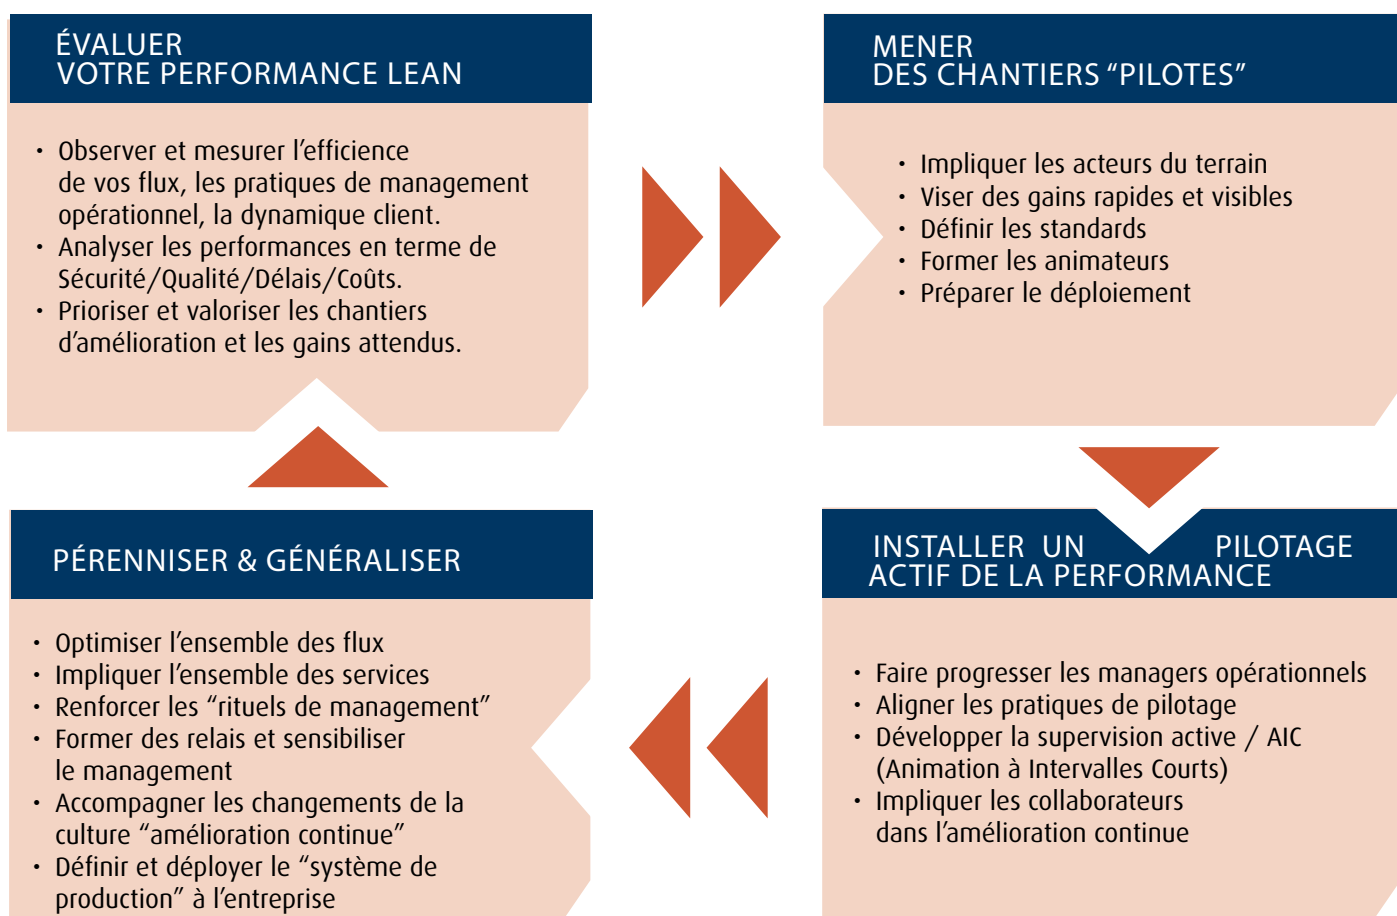 ÉVALUER
VOTRE PERFORMANCE LEAN
• Observer et mesurer l’efficience
de vos flux, les pratiques de management
opérationnel, la dynamique client.
• Analyser les performances en terme de
Sécurité/Qualité/Délais/Coûts.
• Prioriser et valoriser les chantiers
d’amélioration et les gains attendus.
MENER
DES CHANTIERS “PILOTES”
• Impliquer les acteurs du terrain
• Viser des gains rapides et visibles
• Définir les standards
• Former les animateurs
• Préparer le déploiement
INSTALLER UN PILOTAGE
ACTIF DE LA PERFORMANCE
• Faire progresser les managers opérationnels
• Aligner les pratiques de pilotage
• Développer la supervision active / AIC
(Animation à Intervalles Courts)
• Impliquer les collaborateurs
dans l’amélioration continue
PÉRENNISER & GÉNÉRALISER
• Optimiser l’ensemble des flux
• Impliquer l’ensemble des services
• Renforcer les “rituels de management”
• Former des relais et sensibiliser
le management
• Accompagner les changements de la
culture “amélioration continue”
• Définir et déployer le “système de
production” à l’entreprise